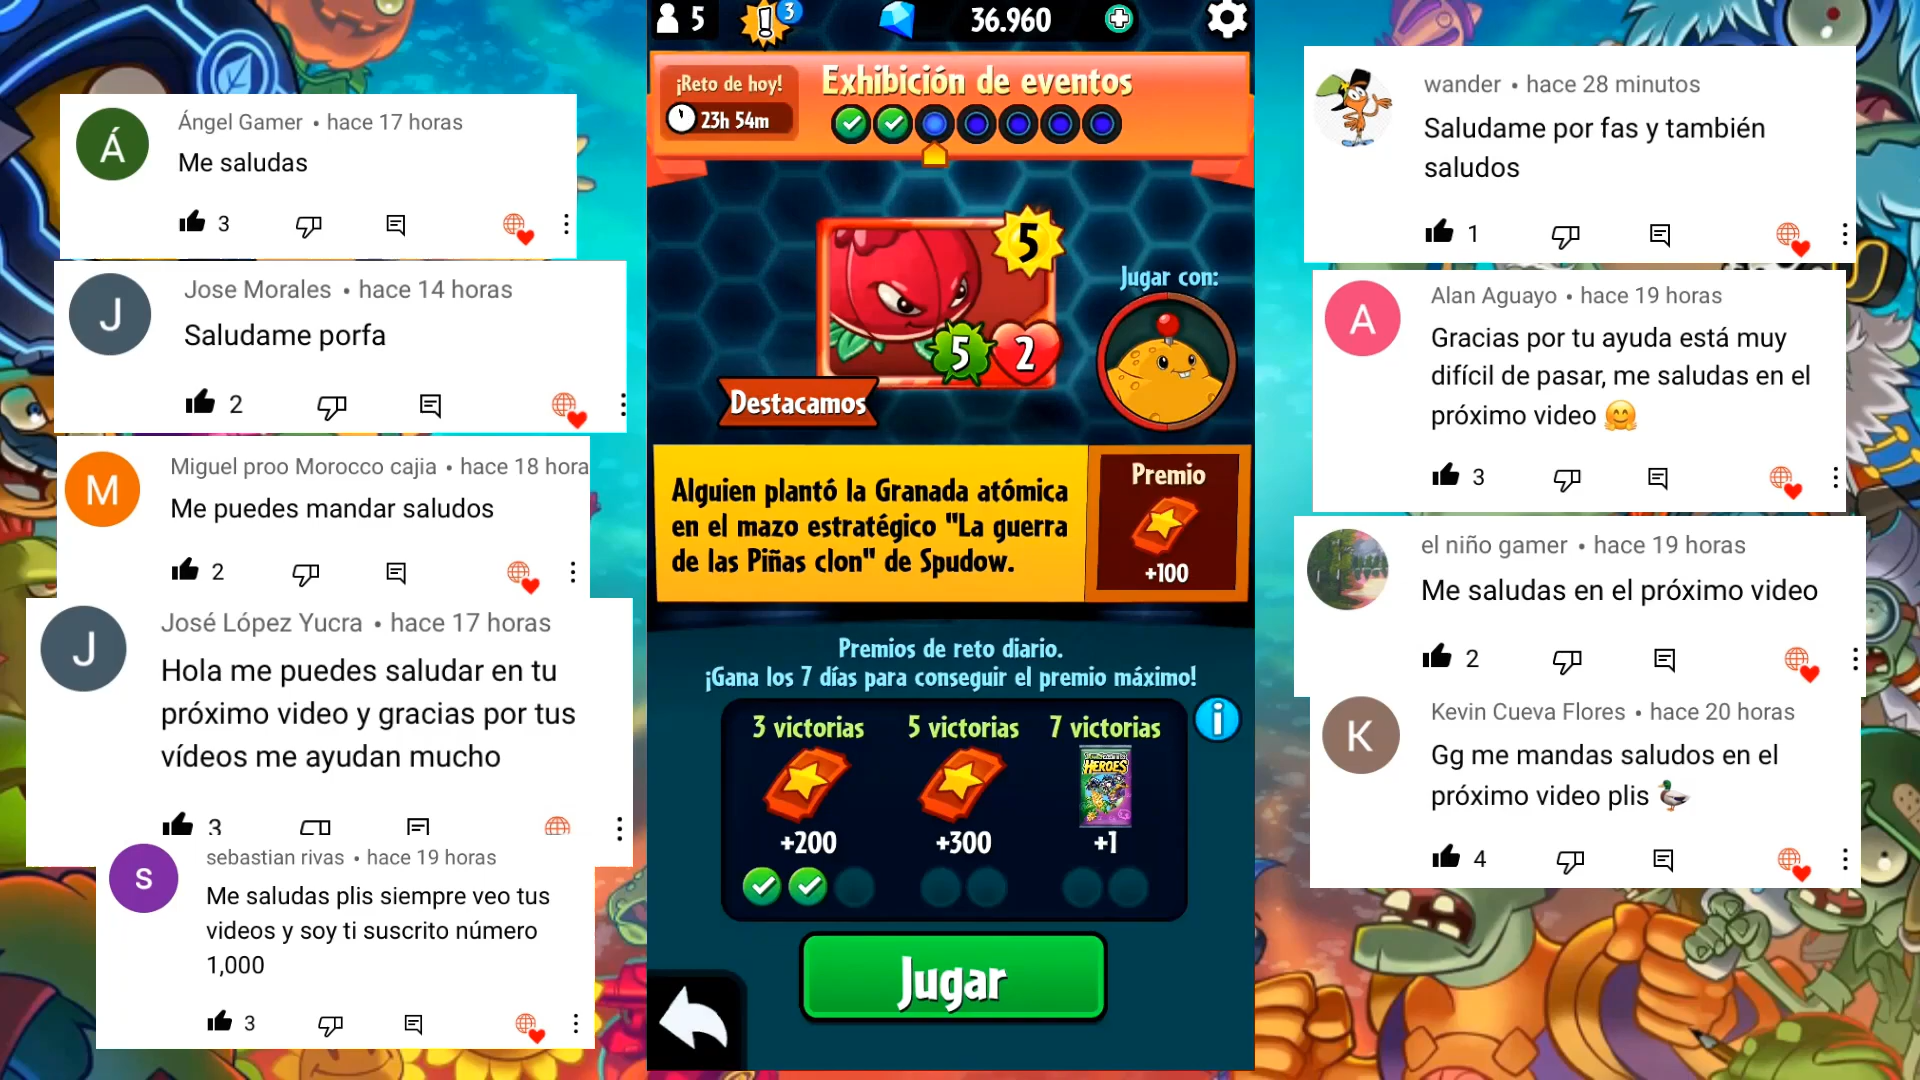 Á
Ángel Gamer • hace 17 horas
Me saludas
3
J
Jose Morales • hace 14 horas
Saludame porfa
2
M
Miguel proo Morocco cajia • hace 18 hora
Me puedes mandar saludos
2
J
José López Yucra • hace 17 horas
Hola me puedes saludar en tu
próximo video y gracias por tus
vídeos me ayudan mucho
3
s
sebastian rivas • hace 19 horas
Me saludas plis siempre veo tus
videos y soy ti suscrito número
1,000
3
5
3
36.960
¡Reto de hoy!
23h 54m
Exhibición de eventos
5
5
2
Jugar con:
Destacamos
Alguien plantó la Granada atómica
en el mazo estratégico "La guerra
de las Piñas clon" de Spudow.
Premio
+100
Premios de reto diario.
¡Gana los 7 días para conseguir el premio máximo!
3 victorias
5 victorias
7 victorias
HEROES
+200
+300
+1
Jugar
wander • hace 28 minutos
Saludame por fas y también
saludos
1
A
Alan Aguayo • hace 19 horas
Gracias por tu ayuda está muy
difícil de pasar, me saludas en el
próximo video 🤗
3
el niño gamer • hace 19 horas
Me saludas en el próximo video
2
K
Kevin Cueva Flores • hace 20 horas
Gg me mandas saludos en el
próximo video plis 🦆
4